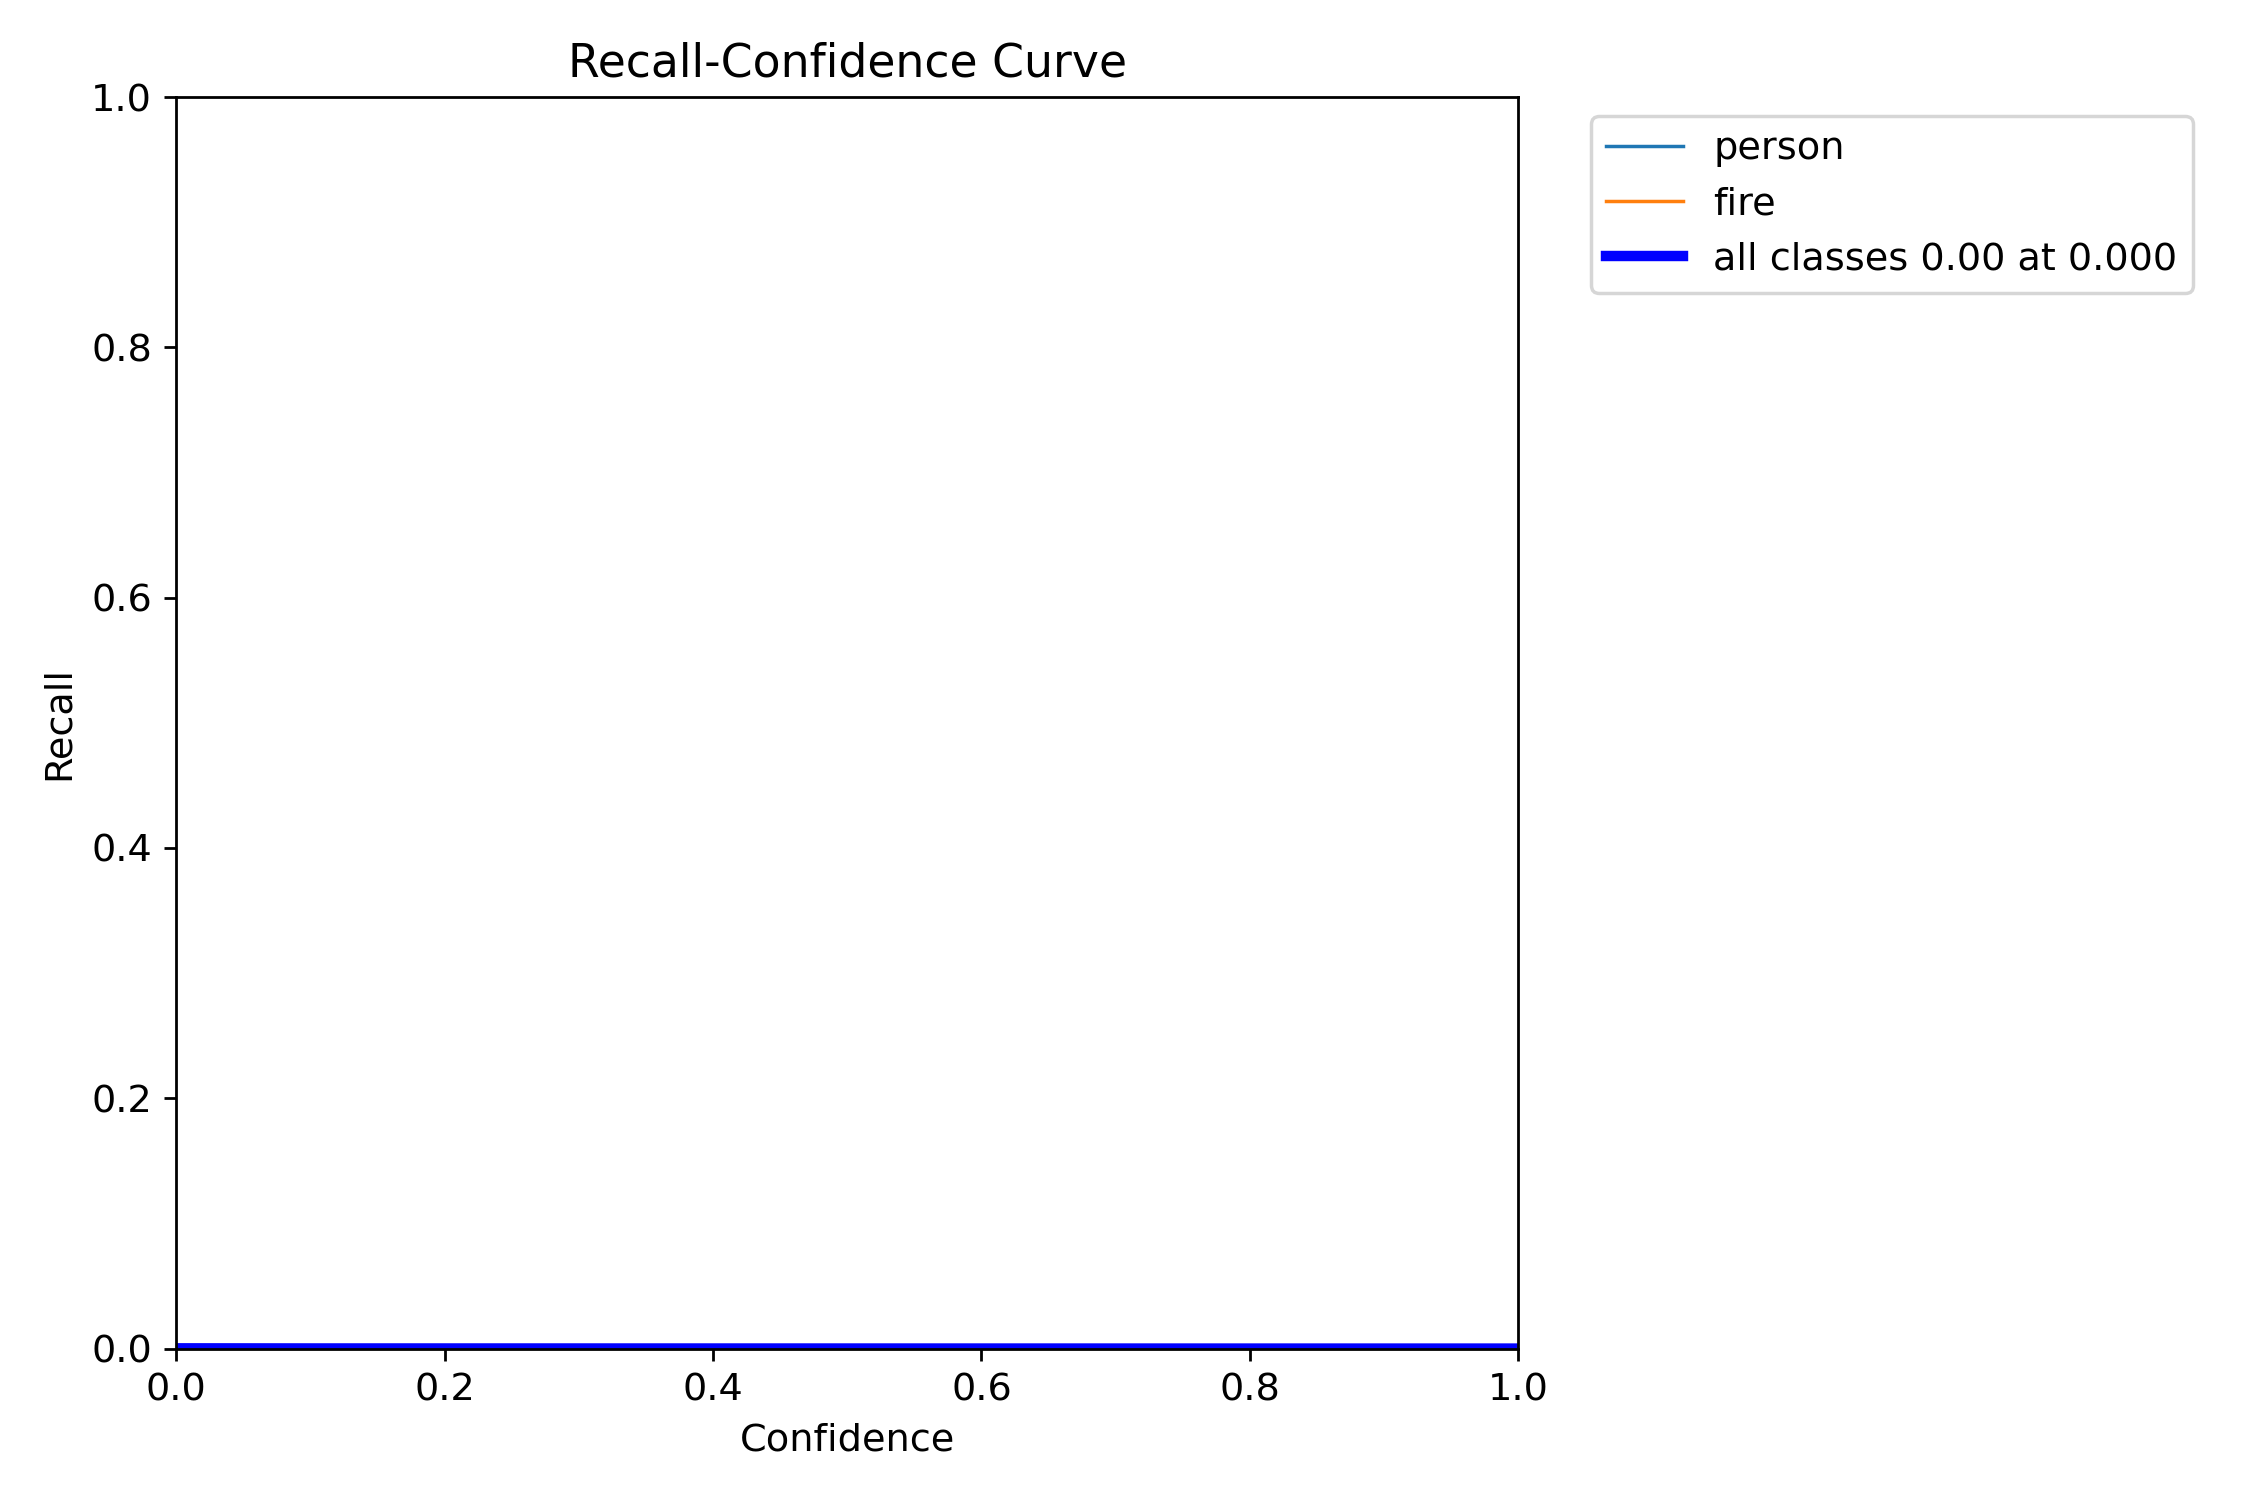 Recall-Confidence Curve
1.0
0.8
0.6
0.4
0.2
0.0
Recall
0.0 0.2 0.4 0.6 0.8 1.0
Confidence
person
fire
all classes 0.00 at 0.000